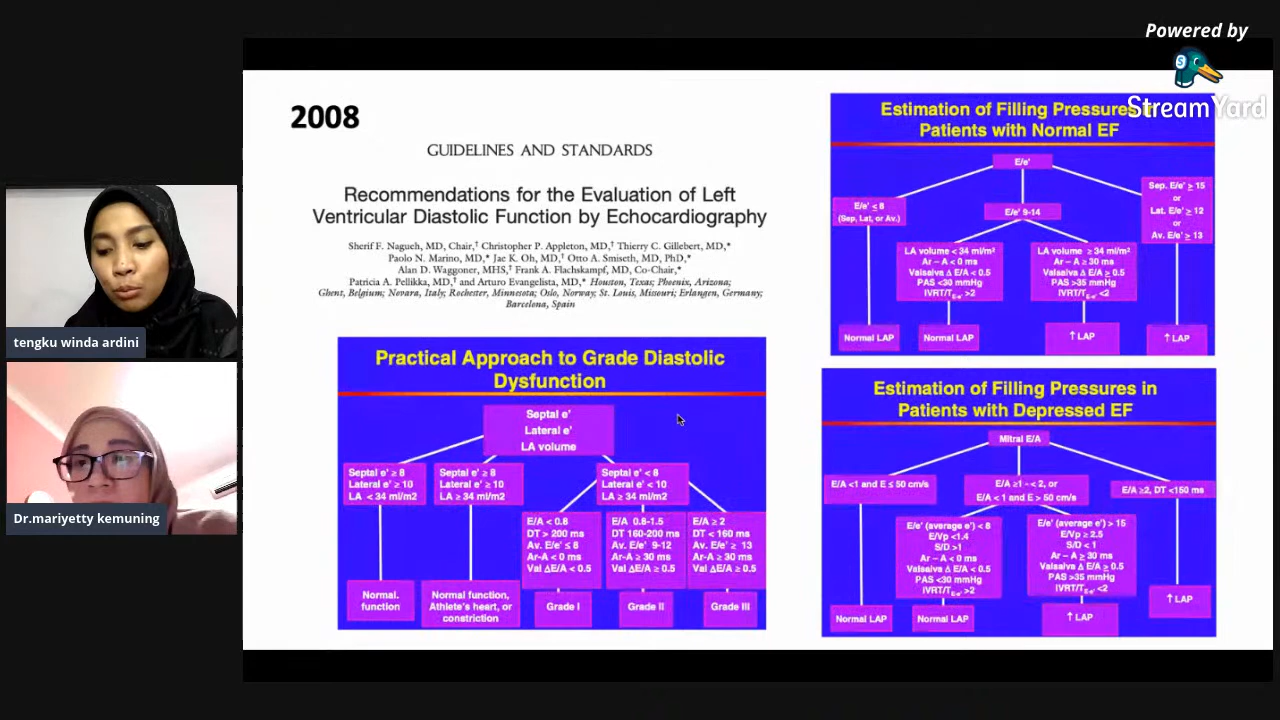 Powered by
StreamYard
tengku winda ardini
Dr.mariyetty kemuning
2008
GUIDELINES AND STANDARDS
Recommendations for the Evaluation of Left
Ventricular Diastolic Function by Echocardiography
Sherif F. Nagueh, MD, Chair,† Christopher P. Appleton, MD,† Thierry C. Gillebert, MD,*
Paolo N. Marino, MD,* Jae K. Oh, MD,† Otto A. Smiseth, MD, PhD,*
Alan D. Waggoner, MHS,† Frank A. Flachskampf, MD, Co-Chair,*
Patricia A. Pellikka, MD,† and Arturo Evangelista, MD,* Houston, Texas; Phoenix, Arizona;
Ghent, Belgium; Novara, Italy; Rochester, Minnesota; Oslo, Norway; St. Louis, Missouri; Erlangen, Germany;
Barcelona, Spain
Practical Approach to Grade Diastolic
Dysfunction
Septal e'
Lateral e'
LA volume
Septal e' ≥ 8
Lateral e' ≥ 10
LA < 34 ml/m2
Septal e' ≥ 8
Lateral e' ≥ 10
LA ≥ 34 ml/m2
Septal e' < 8
Lateral e' < 10
LA ≥ 34 ml/m2
E/A < 0.8
DT > 200 ms
Av. E/e' ≤ 8
Ar-A < 0 ms
Val ΔE/A < 0.5
E/A 0.8-1.5
DT 160-200 ms
Av. E/e' 9-12
Ar-A ≥ 30 ms
Val ΔE/A ≥ 0.5
E/A ≥ 2
DT < 160 ms
Av. E/e' ≥ 13
Ar-A ≥ 30 ms
Val ΔE/A ≥ 0.5
Normal.
function
Normal function,
Athlete's heart, or
constriction
Grade I
Grade II
Grade III
Estimation of Filling Pressures in
Patients with Normal EF
E/e'
E/e' ≤ 8
(Sep, Lat, or Av.)
E/e' 9-14
Sep. E/e' ≥ 15
or
Lat. E/e' ≥ 12
or
Av. E/e' ≥ 13
LA volume < 34 ml/m²
Ar – A < 0 ms
Valsalva Δ E/A < 0.5
PAS <30 mmHg
IVRT/T E-e' >2
LA volume ≥ 34 ml/m²
Ar – A ≥ 30 ms
Valsalva Δ E/A ≥ 0.5
PAS >35 mmHg
IVRT/T E-e' <2
Normal LAP
Normal LAP
↑ LAP
↑ LAP
Estimation of Filling Pressures in
Patients with Depressed EF
Mitral E/A
E/A <1 and E ≤ 50 cm/s
E/A ≥1 - < 2, or
E/A < 1 and E > 50 cm/s
E/A ≥2, DT <150 ms
E/e' (average e') < 8
E/Vp <1.4
S/D >1
Ar – A < 0 ms
Valsalva Δ E/A < 0.5
PAS <30 mmHg
IVRT/T E-e' >2
E/e' (average e') > 15
E/Vp ≥ 2.5
S/D < 1
Ar – A ≥ 30 ms
Valsalva Δ E/A ≥ 0.5
PAS >35 mmHg
IVRT/T E-e' <2
Normal LAP
Normal LAP
↑ LAP
↑ LAP